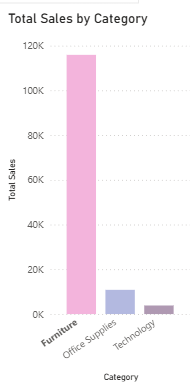 Total Sales by Category
120K
100K
80K
60K
40K
20K
0K
Total Sales
Furniture
Office Supplies
Technology
Category